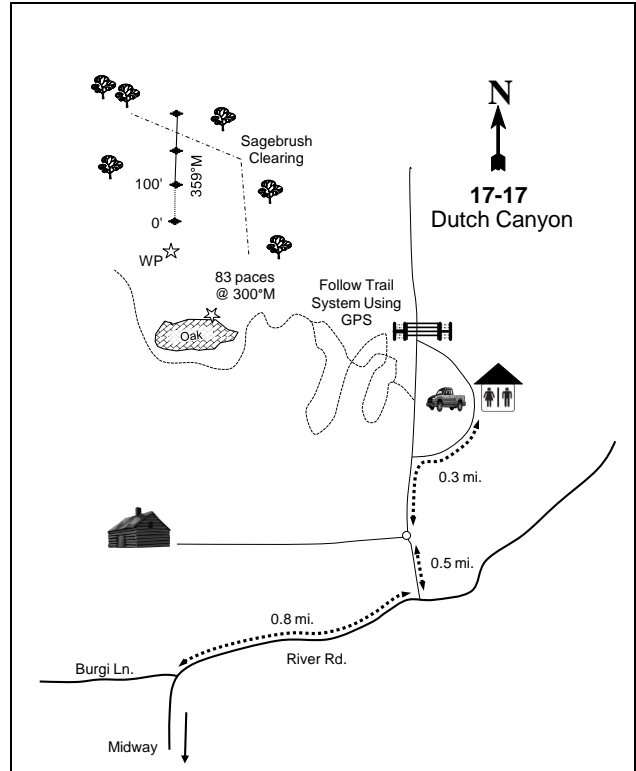 N
17-17
Dutch Canyon
Sagebrush
Clearing
359°M
100'
0'
WP
83 paces
@ 300°M
Follow Trail
System Using
GPS
Oak
0.3 mi.
0.5 mi.
0.8 mi.
River Rd.
Burgi Ln.
Midway